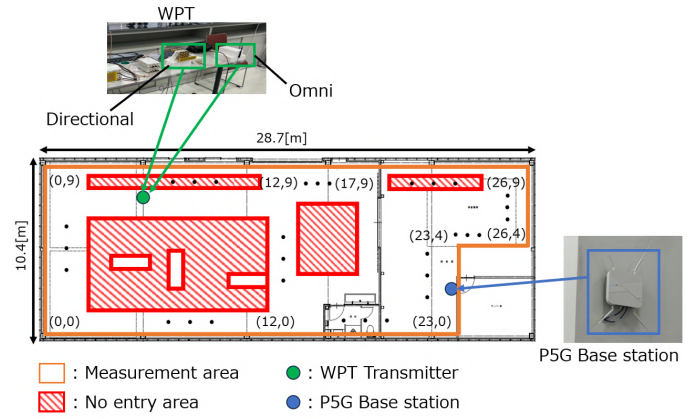 WPT
Omni
Directional
28.7[m]
10.4[m]
(0,9)
(12,9)
(17,9)
(26,9)
(23,4)
(26,4)
(0,0)
(12,0)
(23,0)
P5G Base station
: Measurement area
: WPT Transmitter
: No entry area
: P5G Base station